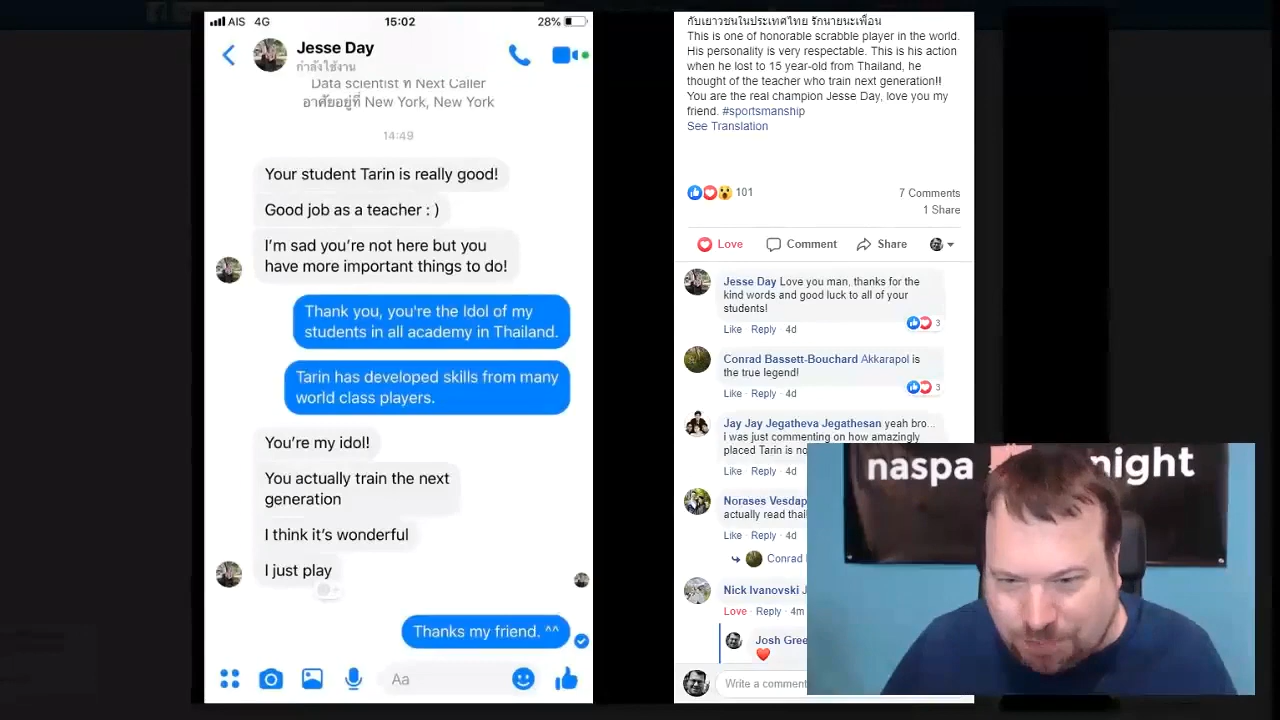 AIS 4G 15:02 28%
Jesse Day
กำลังใช้งาน
Data scientist ที่ Next Caller
อาศัยอยู่ที่ New York, New York
14:49
Your student Tarin is really good!
Good job as a teacher : )
I'm sad you're not here but you
have more important things to do!
Thank you, you're the Idol of my
students in all academy in Thailand.
Tarin has developed skills from many
world class players.
You're my idol!
You actually train the next
generation
I think it's wonderful
I just play
Thanks my friend. ^^
Aa
กับเยาวชนในประเทศไทย รักนายนะเพื่อน
This is one of honorable scrabble player in the world.
His personality is very respectable. This is his action
when he lost to 15 year-old from Thailand, he
thought of the teacher who train next generation!!
You are the real champion Jesse Day, love you my
friend. #sportsmanship
See Translation
101 7 Comments
1 Share
Love Comment Share
Jesse Day Love you man, thanks for the
kind words and good luck to all of your
students!
3
Like · Reply · 4d
Conrad Bassett-Bouchard Akkarapol is
the true legend!
3
Like · Reply · 4d
Jay Jay Jegatheva Jegathesan yeah bro...
i was just commenting on how amazingly
placed Tarin is no
Like · Reply · 4d
Norases Vesdap
actually read thai
Like · Reply · 4d
Conrad
Nick Ivanovski J
Love · Reply · 4m
Josh Gree
Write a comment
naspa night